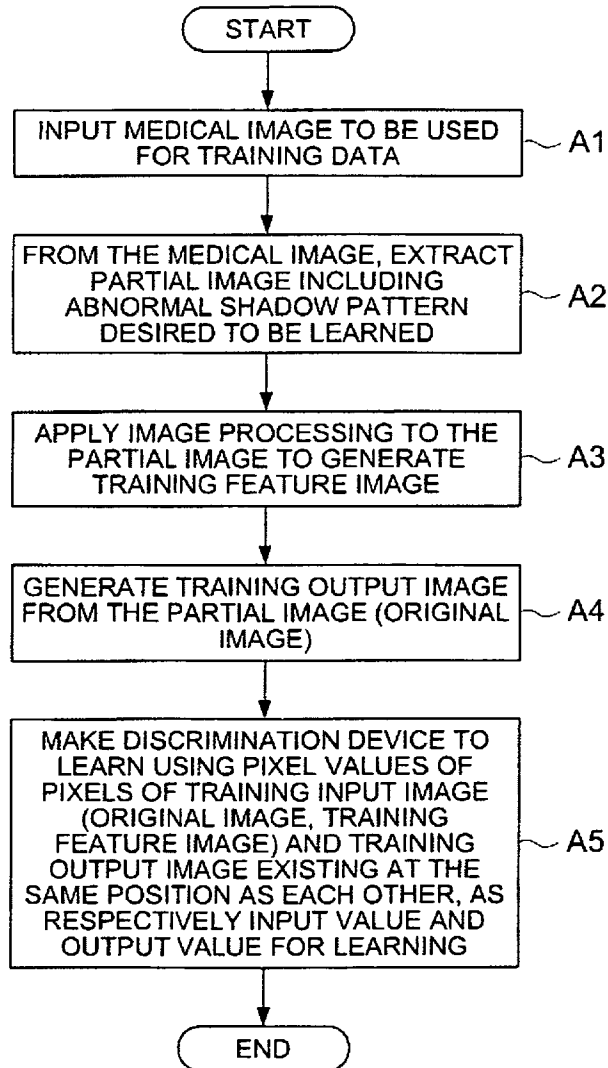 START
INPUT MEDICAL IMAGE TO BE USED
FOR TRAINING DATA
A1
FROM THE MEDICAL IMAGE, EXTRACT
PARTIAL IMAGE INCLUDING
ABNORMAL SHADOW PATTERN
DESIRED TO BE LEARNED
A2
APPLY IMAGE PROCESSING TO THE
PARTIAL IMAGE TO GENERATE
TRAINING FEATURE IMAGE
A3
GENERATE TRAINING OUTPUT IMAGE
FROM THE PARTIAL IMAGE (ORIGINAL
IMAGE)
A4
MAKE DISCRIMINATION DEVICE TO
LEARN USING PIXEL VALUES OF
PIXELS OF TRAINING INPUT IMAGE
(ORIGINAL IMAGE, TRAINING
FEATURE IMAGE) AND TRAINING
OUTPUT IMAGE EXISTING AT THE
SAME POSITION AS EACH OTHER, AS
RESPECTIVELY INPUT VALUE AND
OUTPUT VALUE FOR LEARNING
A5
END